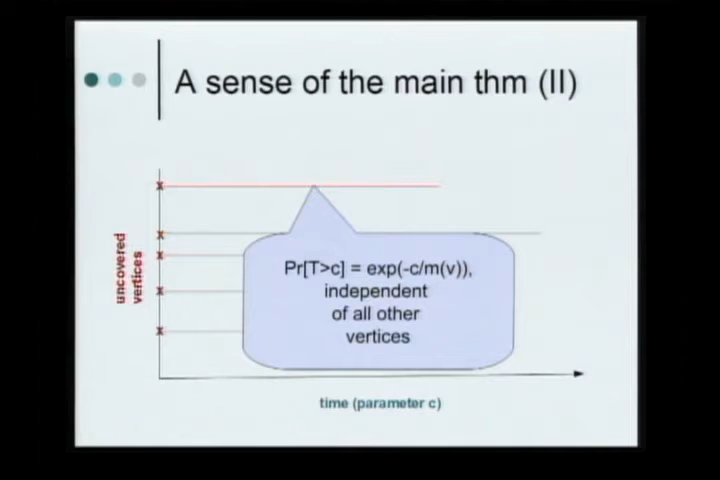 A sense of the main thm (II)
uncovered
vertices
x
x
x
x
x
Pr[T>c] = exp(-c/m(v)),
independent
of all other
vertices
time (parameter c)